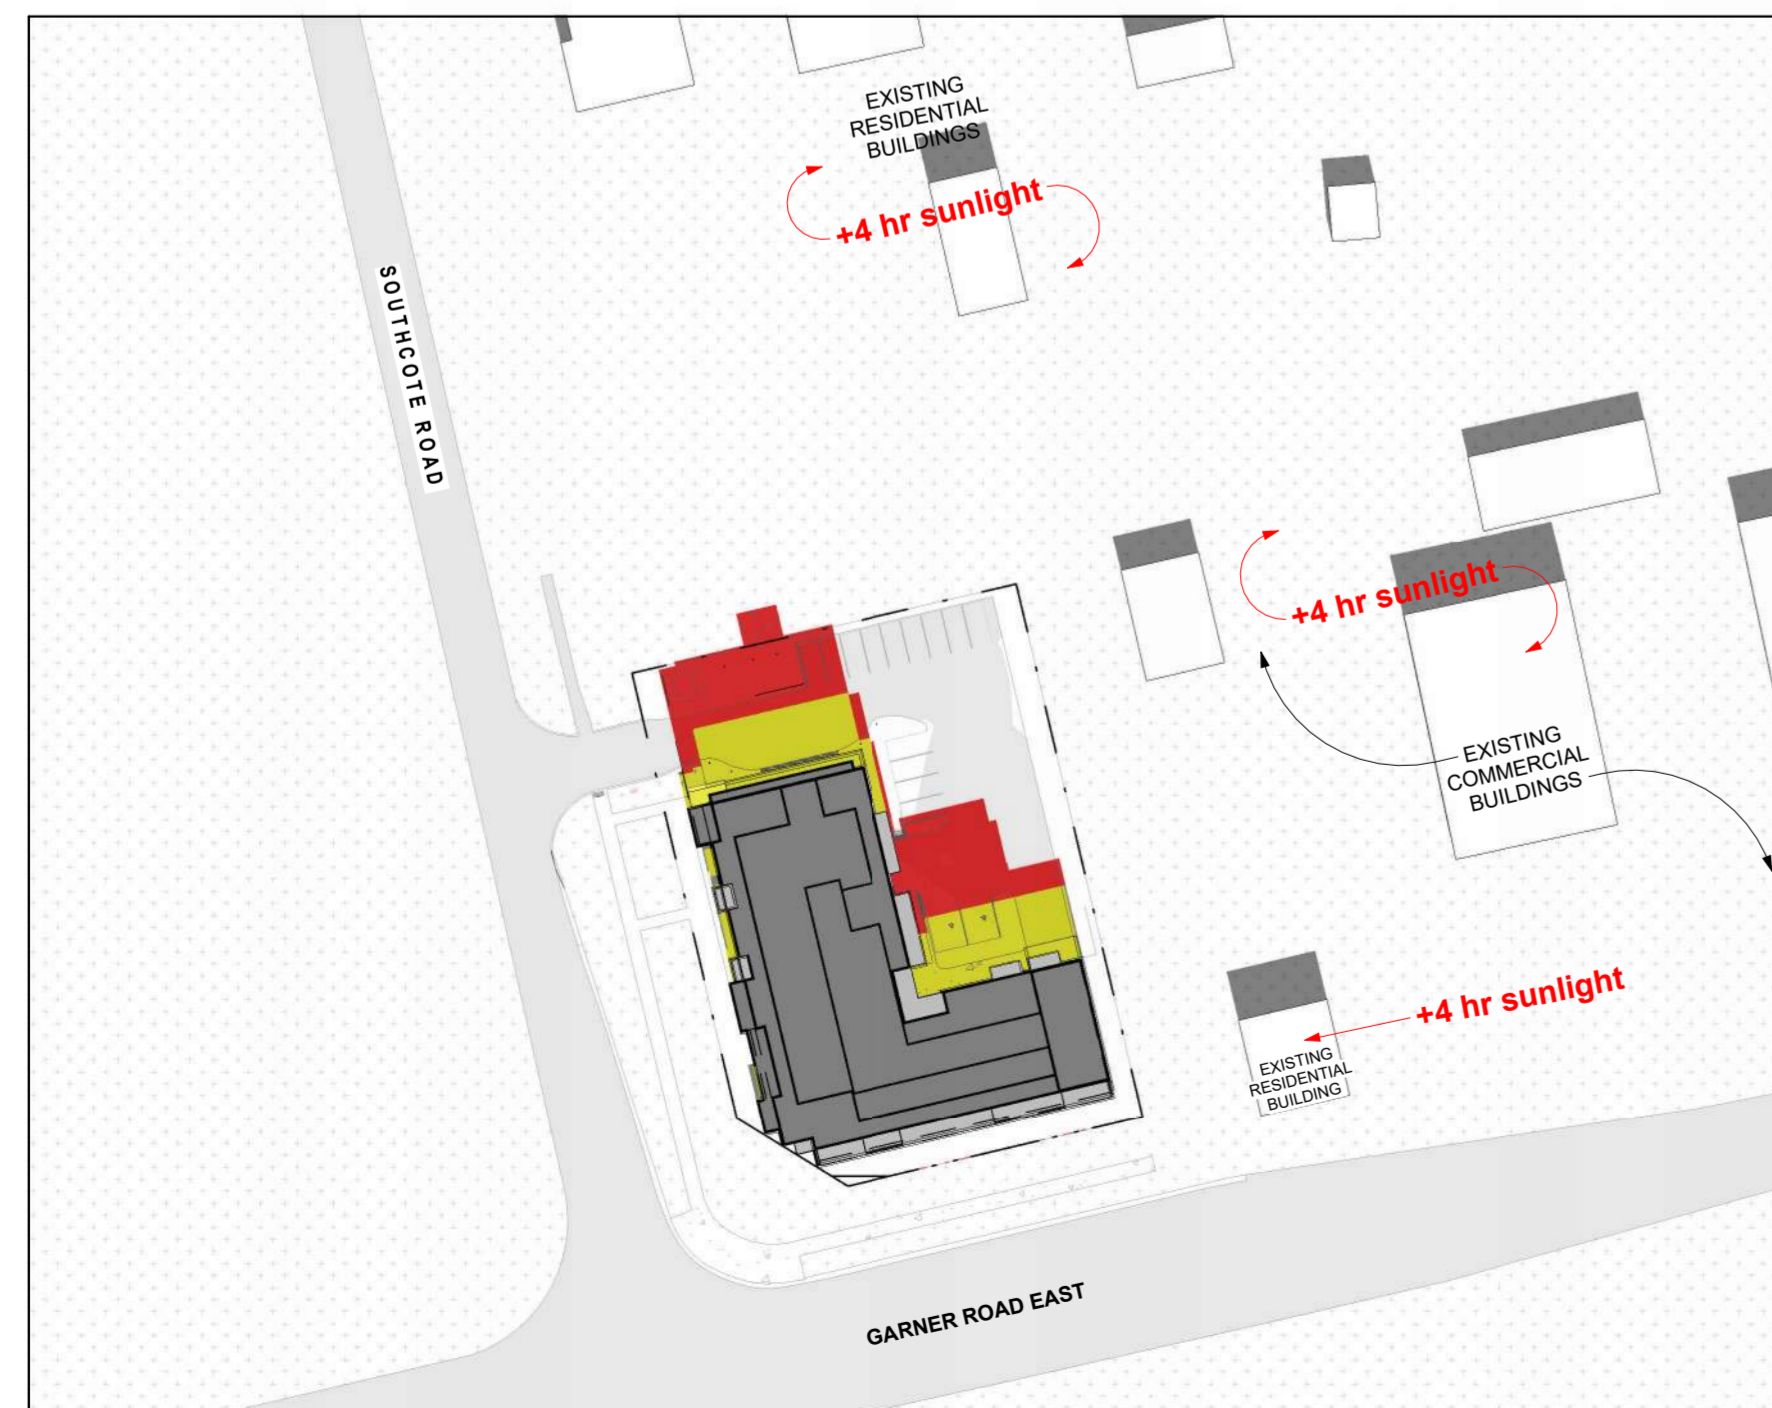 EXISTING
RESIDENTIAL
BUILDINGS
+4 hr sunlight
SOUTHCOTE ROAD
+4 hr sunlight
EXISTING
COMMERCIAL
BUILDINGS
+4 hr sunlight
EXISTING
RESIDENTIAL
BUILDING
GARNER ROAD EAST